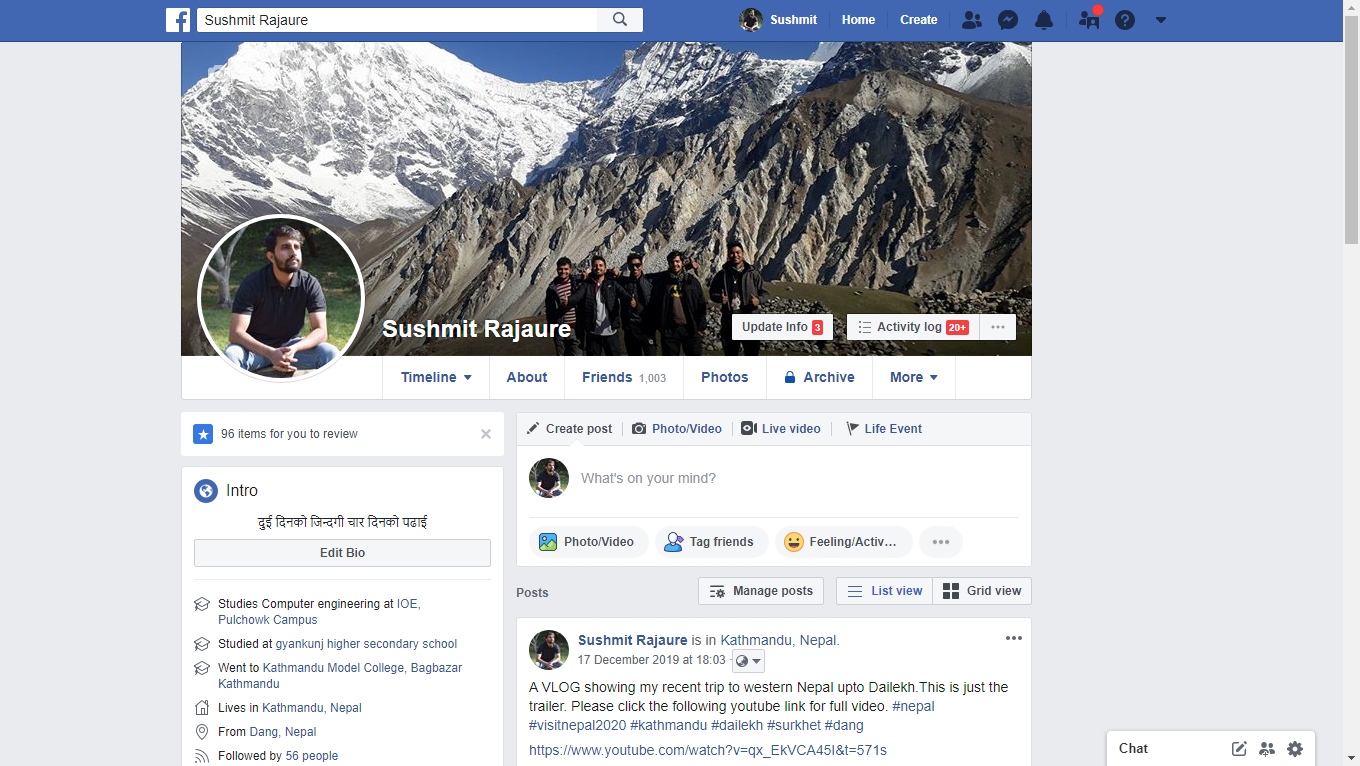 Sushmit Rajaure
Sushmit Home Create
Sushmit Rajaure
Update Info 3 Activity log 20+
Timeline About Friends 1,003 Photos Archive More
96 items for you to review
Intro
दुई दिनको जिन्दगी चार दिनको पढाई
Edit Bio
Studies Computer engineering at IOE,
Pulchowk Campus
Studied at gyankunj higher secondary school
Went to Kathmandu Model College, Bagbazar
Kathmandu
Lives in Kathmandu, Nepal
From Dang, Nepal
Followed by 56 people
Create post Photo/Video Live video Life Event
What's on your mind?
Photo/Video Tag friends Feeling/Activ...
Posts Manage posts List view Grid view
Sushmit Rajaure is in Kathmandu, Nepal.
17 December 2019 at 18:03 ·
A VLOG showing my recent trip to western Nepal upto Dailekh.This is just the
trailer. Please click the following youtube link for full video. #nepal
#visitnepal2020 #kathmandu #dailekh #surkhet #dang
https://www.youtube.com/watch?v=qx_EkVCA45I&t=571s
Chat